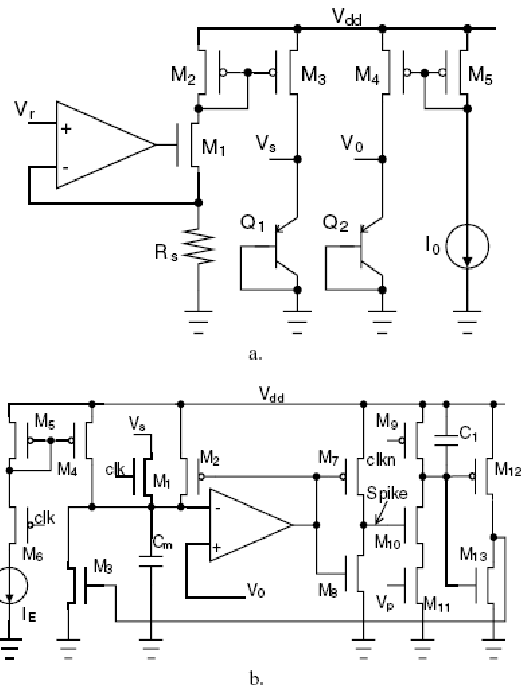 Vdd
M2
M3
M4
M5
Vr
+
-
M1
Vs
V0
Q1
Q2
Rs
I0
a.
Vdd
M5
M4
Vs
clk
M1
M2
M7
M9
clkn
C1
M12
Spike
clk
M6
M3
Cm
-
+
M10
M13
IE
V0
M8
Vp
M11
b.